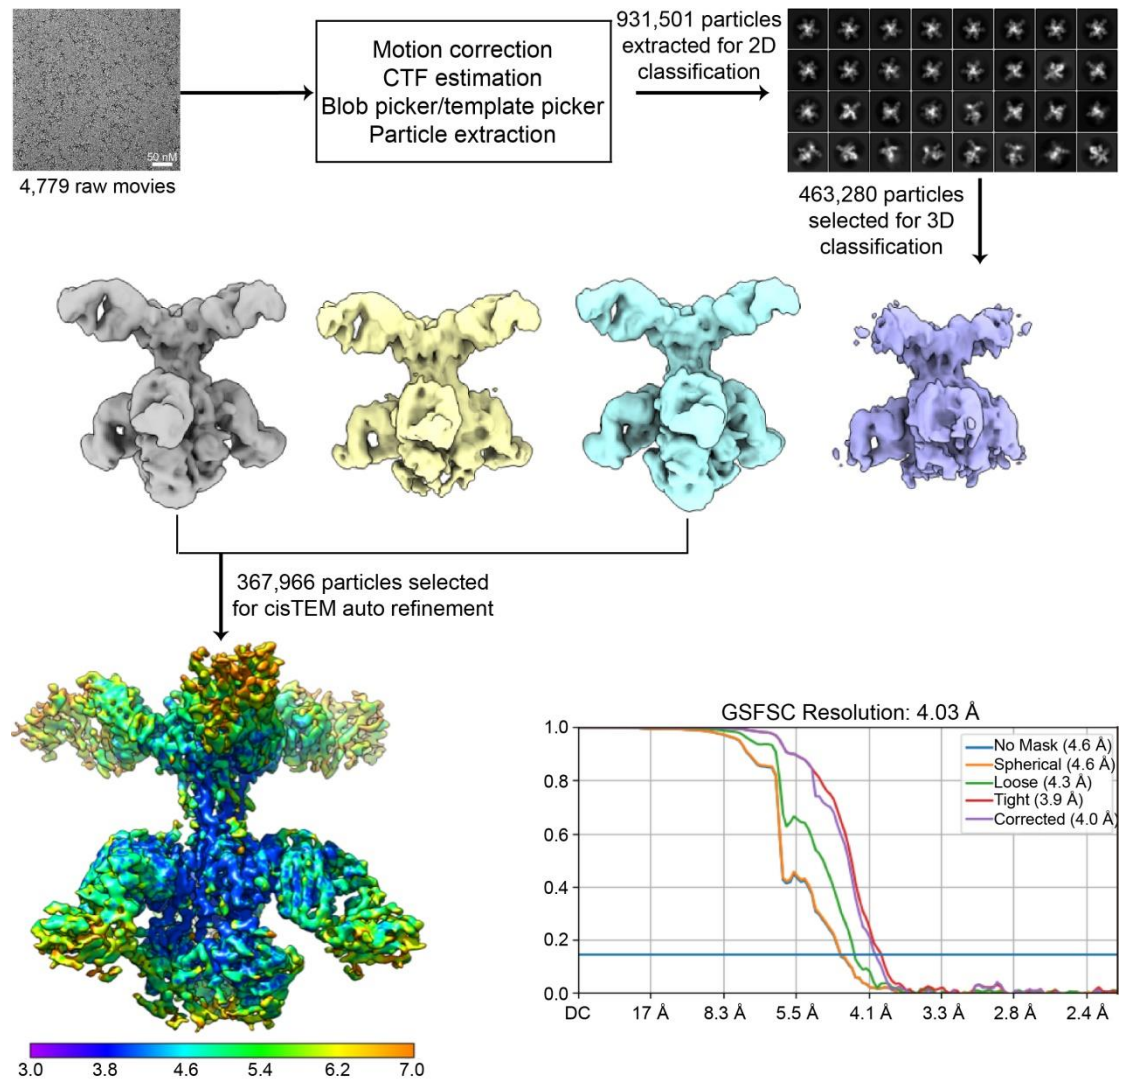 50 nM
4,779 raw movies
Motion correction
CTF estimation
Blob picker/template picker
Particle extraction
931,501 particles
extracted for 2D
classification
463,280 particles
selected for 3D
classification
367,966 particles selected
for cisTEM auto refinement
3.0 3.8 4.6 5.4 6.2 7.0
GSFSC Resolution: 4.03 Å
1.0
0.8
0.6
0.4
0.2
0.0
No Mask (4.6 Å)
Spherical (4.6 Å)
Loose (4.3 Å)
Tight (3.9 Å)
Corrected (4.0 Å)
DC 17 Å 8.3 Å 5.5 Å 4.1 Å 3.3 Å 2.8 Å 2.4 Å